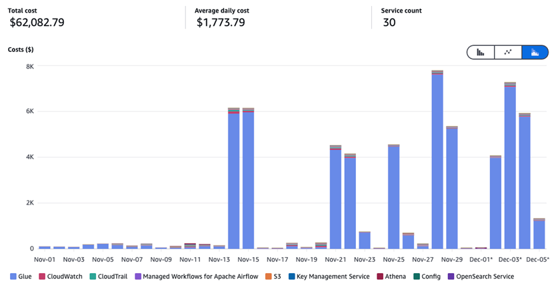 Total cost
$62,082.79
Average daily cost
$1,773.79
Service count
30
Costs ($)
8K
6K
4K
2K
0
Nov-01 Nov-03 Nov-05 Nov-07 Nov-09 Nov-11 Nov-13 Nov-15 Nov-17 Nov-19 Nov-21 Nov-23 Nov-25 Nov-27 Nov-29 Dec-01* Dec-03* Dec-05*
Glue CloudWatch CloudTrail Managed Workflows for Apache Airflow S3 Key Management Service Athena Config OpenSearch Service